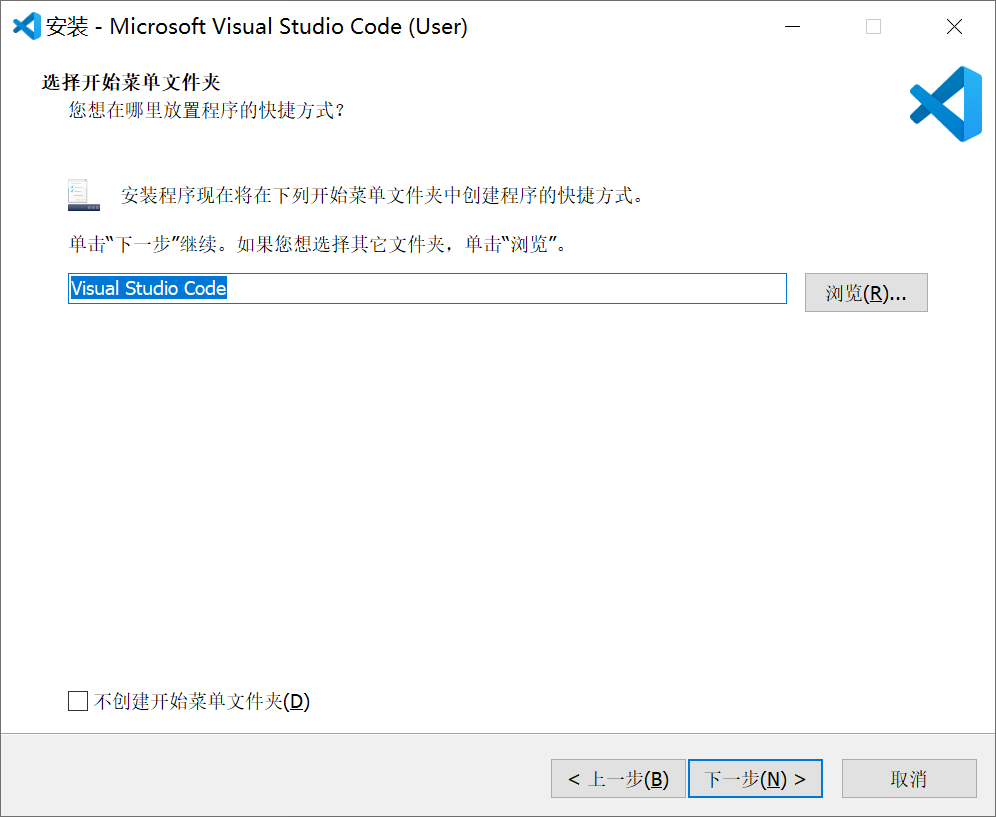 安装 - Microsoft Visual Studio Code (User)
选择开始菜单文件夹
您想在哪里放置程序的快捷方式？
安装程序现在将在下列开始菜单文件夹中创建程序的快捷方式。
单击“下一步”继续。如果您想选择其它文件夹，单击“浏览”。
Visual Studio Code
浏览(R)...
不创建开始菜单文件夹(D)
< 上一步(B)
下一步(N) >
取消